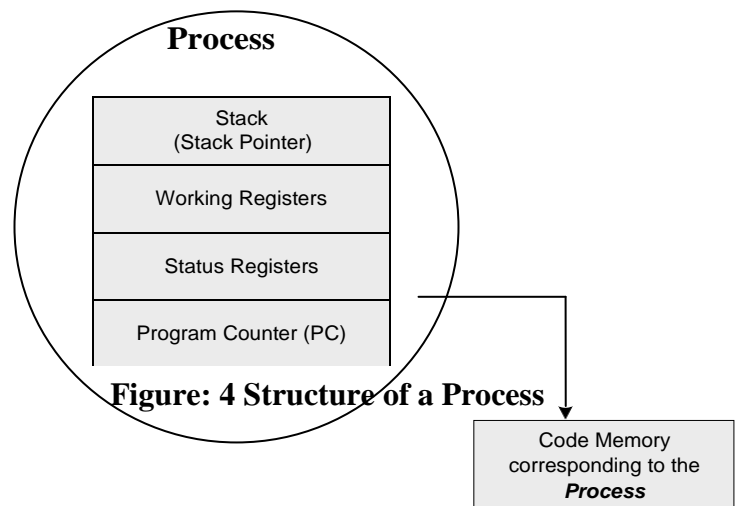 Process
Stack
(Stack Pointer)
Working Registers
Status Registers
Program Counter (PC)
Figure: 4 Structure of a Process
Code Memory
corresponding to the
Process